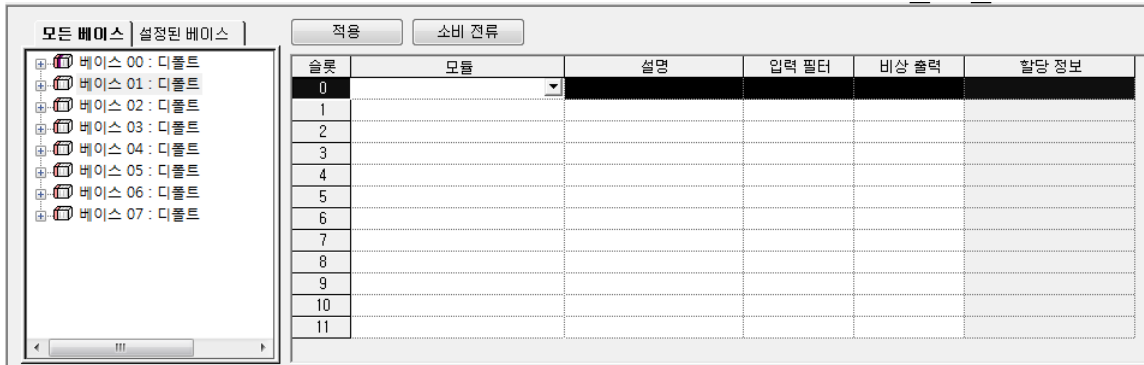 모든 베이스 설정된 베이스 적용 소비 전류
베이스 00 : 디폴트
베이스 01 : 디폴트
베이스 02 : 디폴트
베이스 03 : 디폴트
베이스 04 : 디폴트
베이스 05 : 디폴트
베이스 06 : 디폴트
베이스 07 : 디폴트
슬롯 모듈 설명 입력 필터 비상 출력 할당 정보
0
1
2
3
4
5
6
7
8
9
10
11